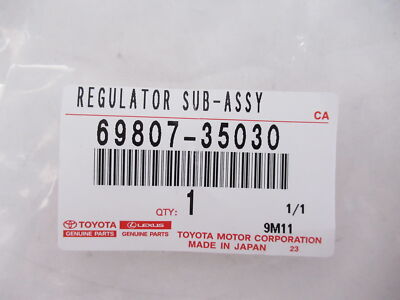 REGULATOR SUB-ASSY
CA
69807-35030
QTY: 1
1/1
9M11
TOYOTA GENUINE PARTS
LEXUS GENUINE PARTS
TOYOTA MOTOR CORPORATION
MADE IN JAPAN 23